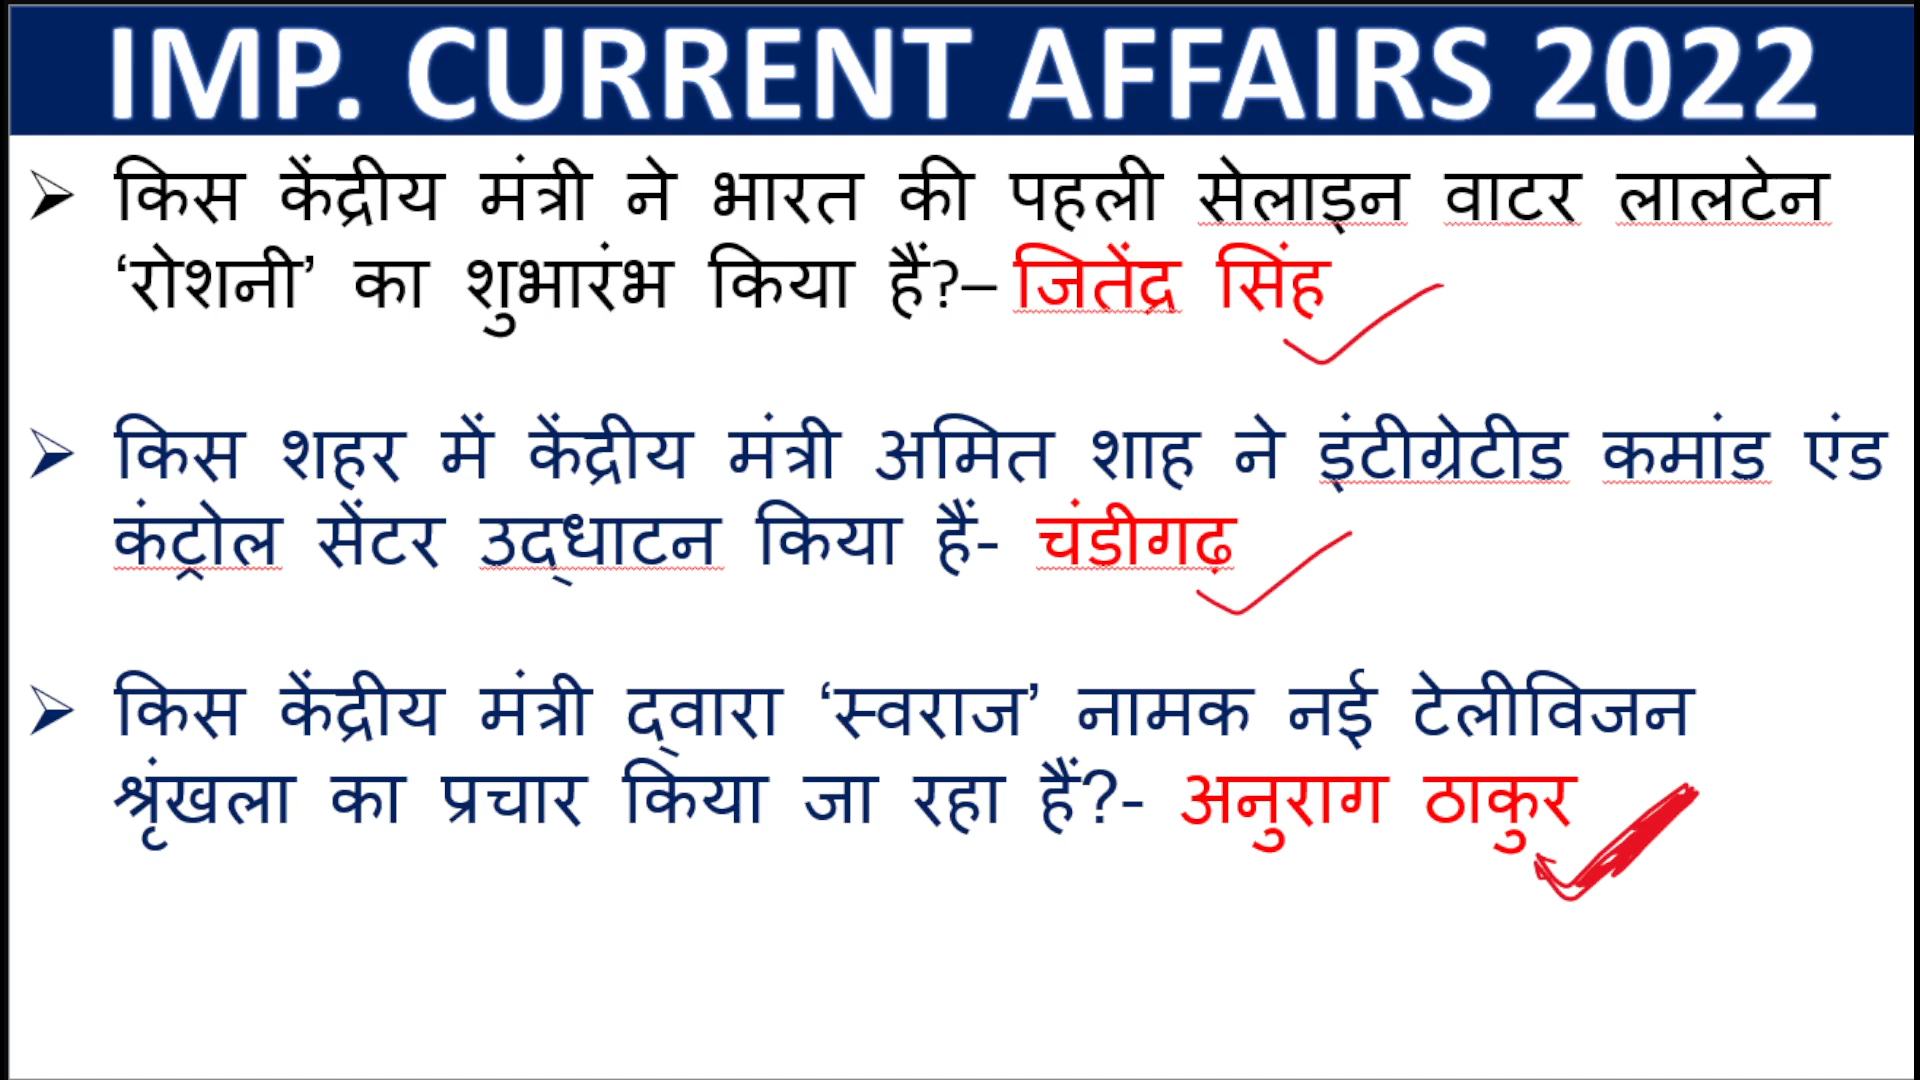 IMP. CURRENT AFFAIRS 2022
➢ किस केंद्रीय मंत्री ने भारत की पहली सेलाइन वाटर लालटेन
‘रोशनी’ का शुभारंभ किया हैं?– जितेंद्र सिंह
➢ किस शहर में केंद्रीय मंत्री अमित शाह ने इंटीग्रेटीड कमांड एंड
कंट्रोल सेंटर उद्धाटन किया हैं- चंडीगढ़
➢ किस केंद्रीय मंत्री द्वारा ‘स्वराज’ नामक नई टेलीविजन
श्रृंखला का प्रचार किया जा रहा हैं?- अनुराग ठाकुर